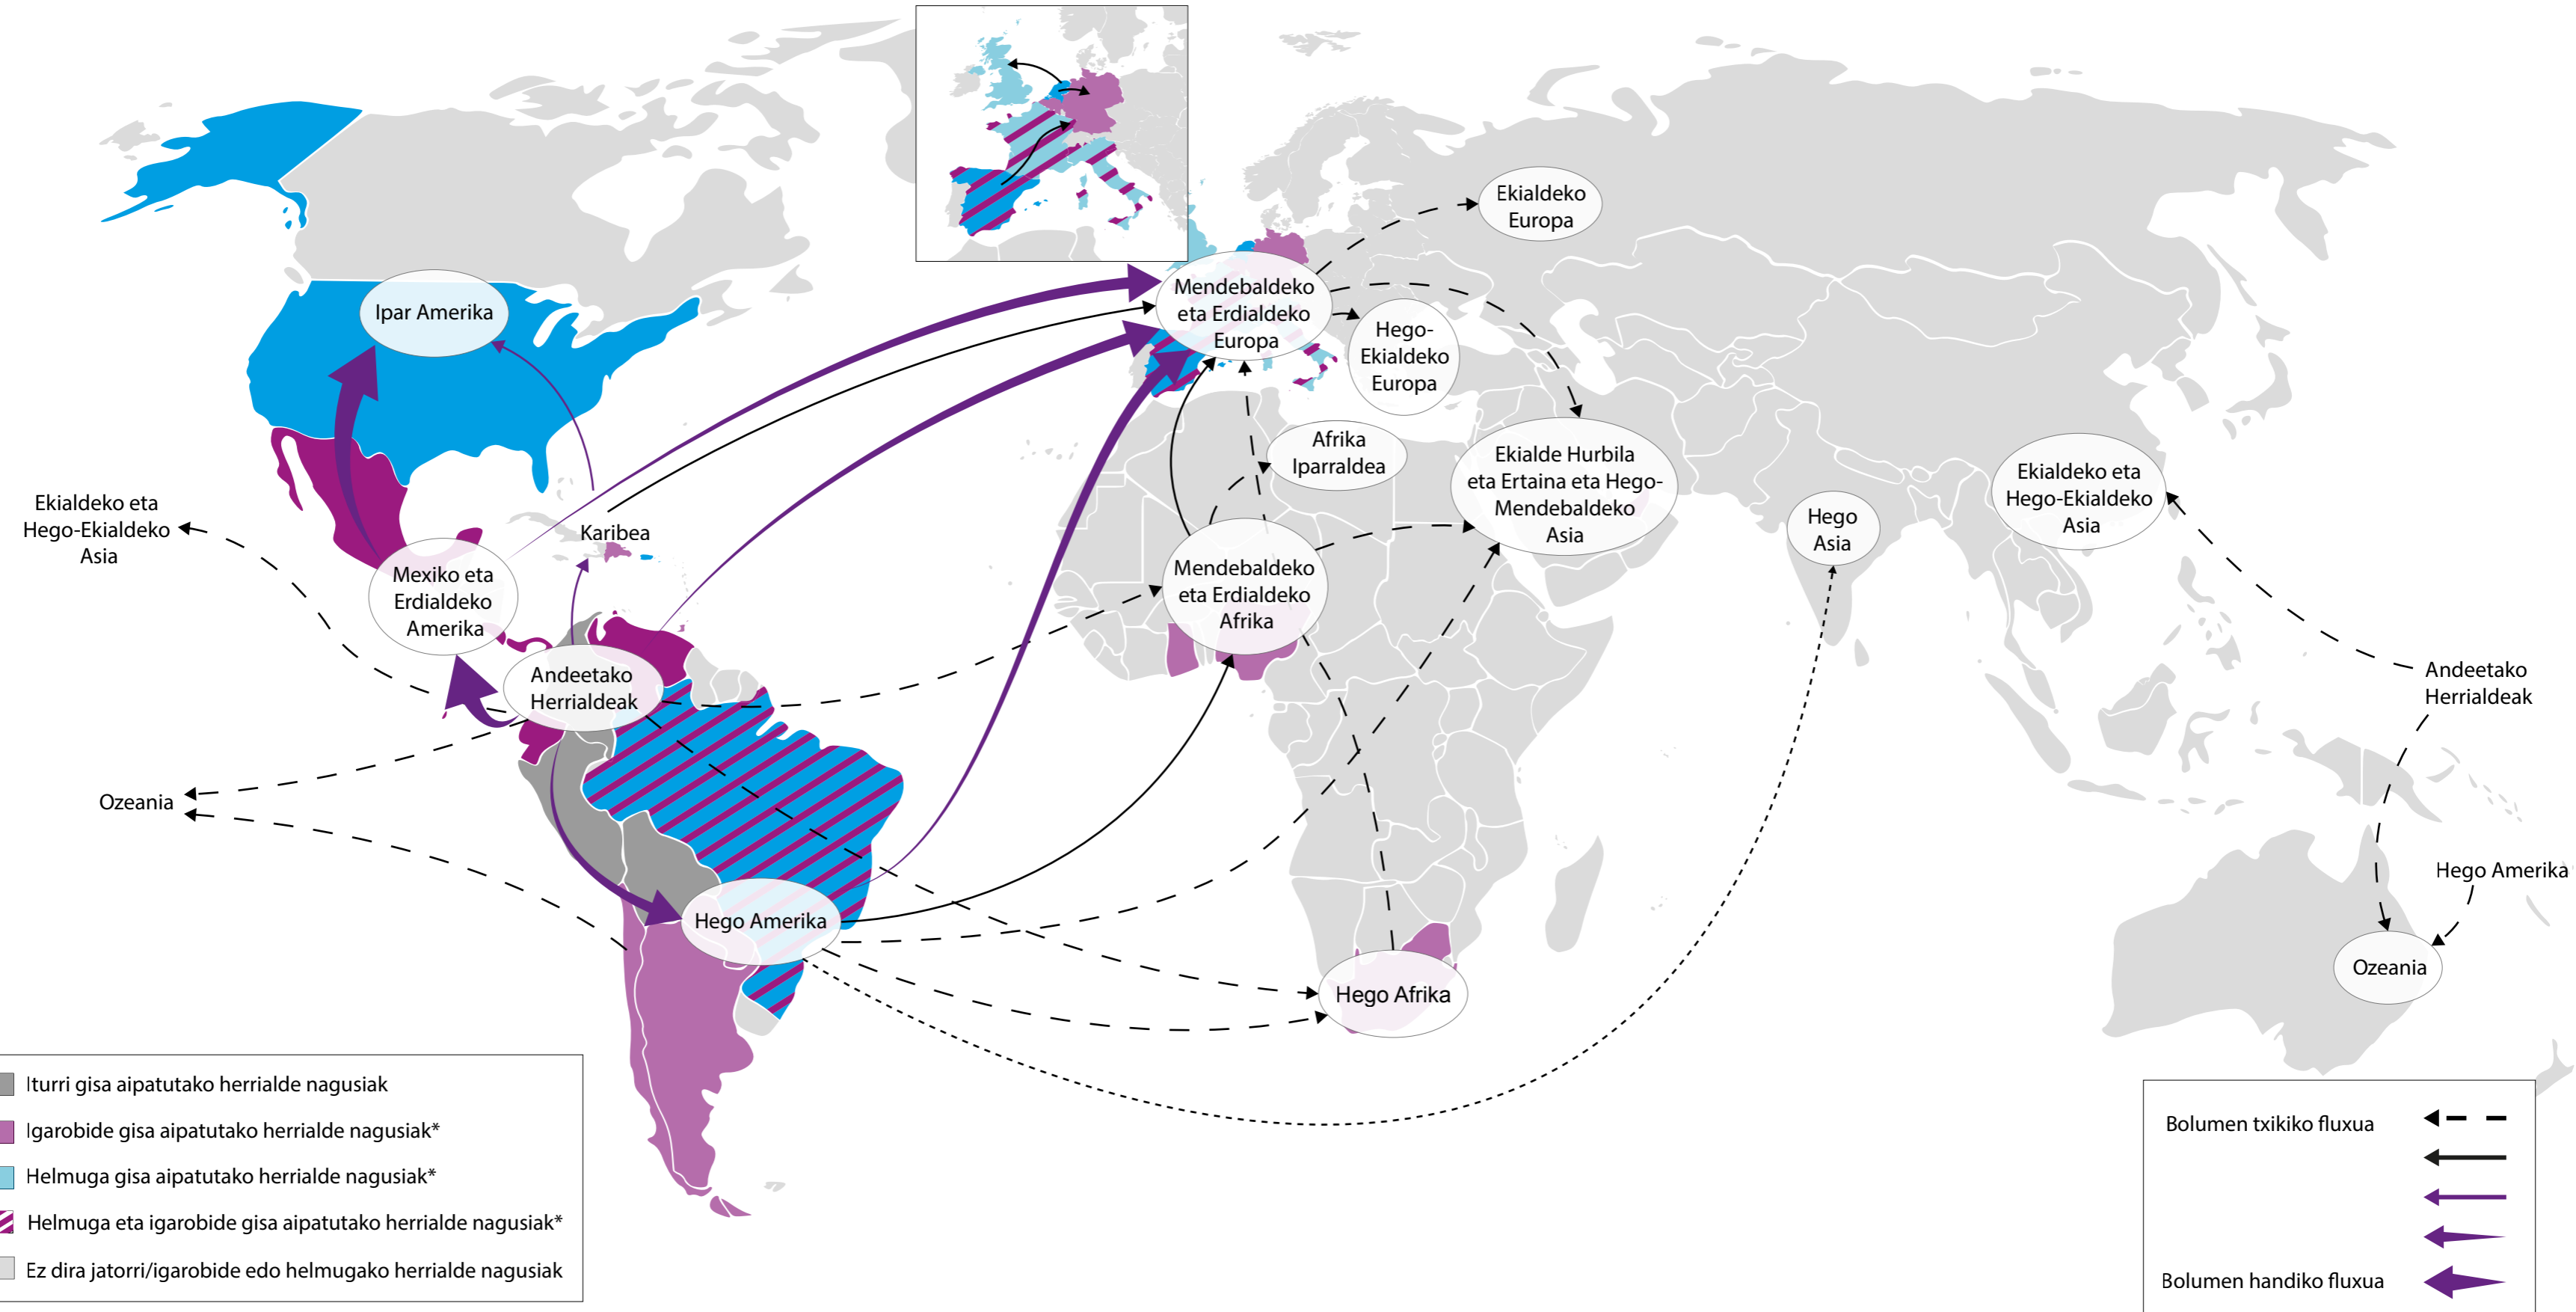 Ekialdeko
Europa
Ipar Amerika
Mendebaldeko
eta Erdialdeko
Europa
Hego-
Ekialdeko
Europa
Afrika
Iparraldea
Ekialde Hurbila
eta Ertaina eta Hego-
Mendebaldeko
Asia
Ekialdeko eta
Hego-Ekialdeko
Asia
Hego
Asia
Ekialdeko eta
Hego-Ekialdeko
Asia
Karibea
Mexiko eta
Erdialdeko
Amerika
Mendebaldeko
eta Erdialdeko
Afrika
Andeetako
Herrialdeak
Andeetako
Herrialdeak
Ozeania
Hego Amerika
Hego Amerika
Ozeania
Hego Afrika
Iturri gisa aipatutako herrialde nagusiak
Igarobide gisa aipatutako herrialde nagusiak*
Helmuga gisa aipatutako herrialde nagusiak*
Helmuga eta igarobide gisa aipatutako herrialde nagusiak*
Ez dira jatorri/igarobide edo helmugako herrialde nagusiak
Bolumen txikiko fluxua
Bolumen handiko fluxua